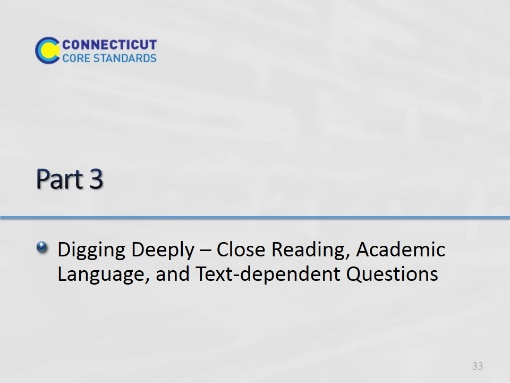 CONNECTICUT
CORE STANDARDS
Part 3
Digging Deeply – Close Reading, Academic
Language, and Text-dependent Questions
33